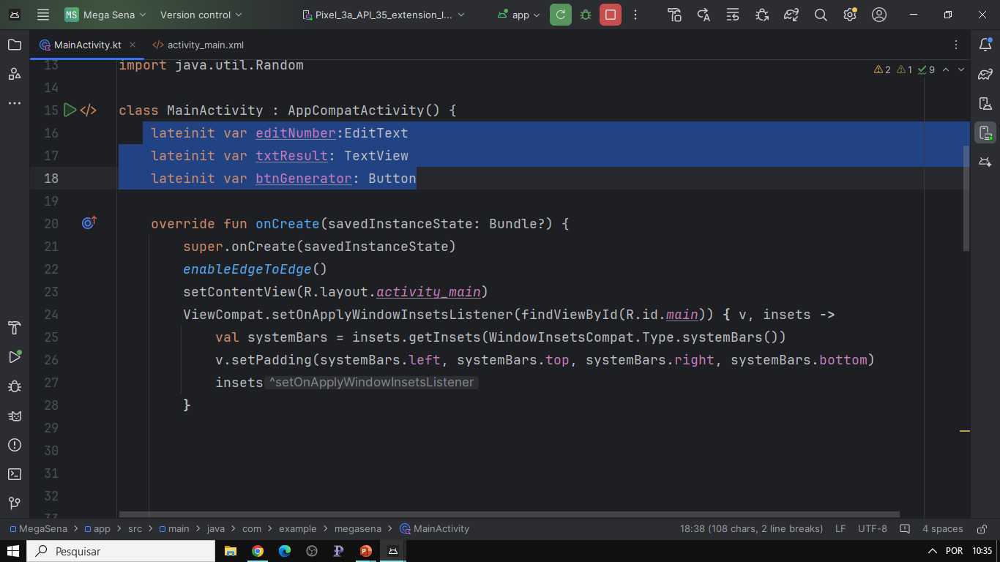 MS Mega Sena Version control Pixel_3a_API_35_extension_l... app
MainActivity.kt activity_main.xml
13 import java.util.Random
2 1 9
14
15 class MainActivity : AppCompatActivity() {
16 lateinit var editNumber:EditText
17 lateinit var txtResult: TextView
18 lateinit var btnGenerator: Button
19
20 override fun onCreate(savedInstanceState: Bundle?) {
21 super.onCreate(savedInstanceState)
22 enableEdgeToEdge()
23 setContentView(R.layout.activity_main)
24 ViewCompat.setOnApplyWindowInsetsListener(findViewById(R.id.main)) { v, insets ->
25 val systemBars = insets.getInsets(WindowInsetsCompat.Type.systemBars())
26 v.setPadding(systemBars.left, systemBars.top, systemBars.right, systemBars.bottom)
27 insets ^setOnApplyWindowInsetsListener
28 }
29
30
31
32
33
MegaSena > app > src > main > java > com > example > megasena > MainActivity 18:38 (108 chars, 2 line breaks) LF UTF-8 4 spaces
Pesquisar POR 10:35